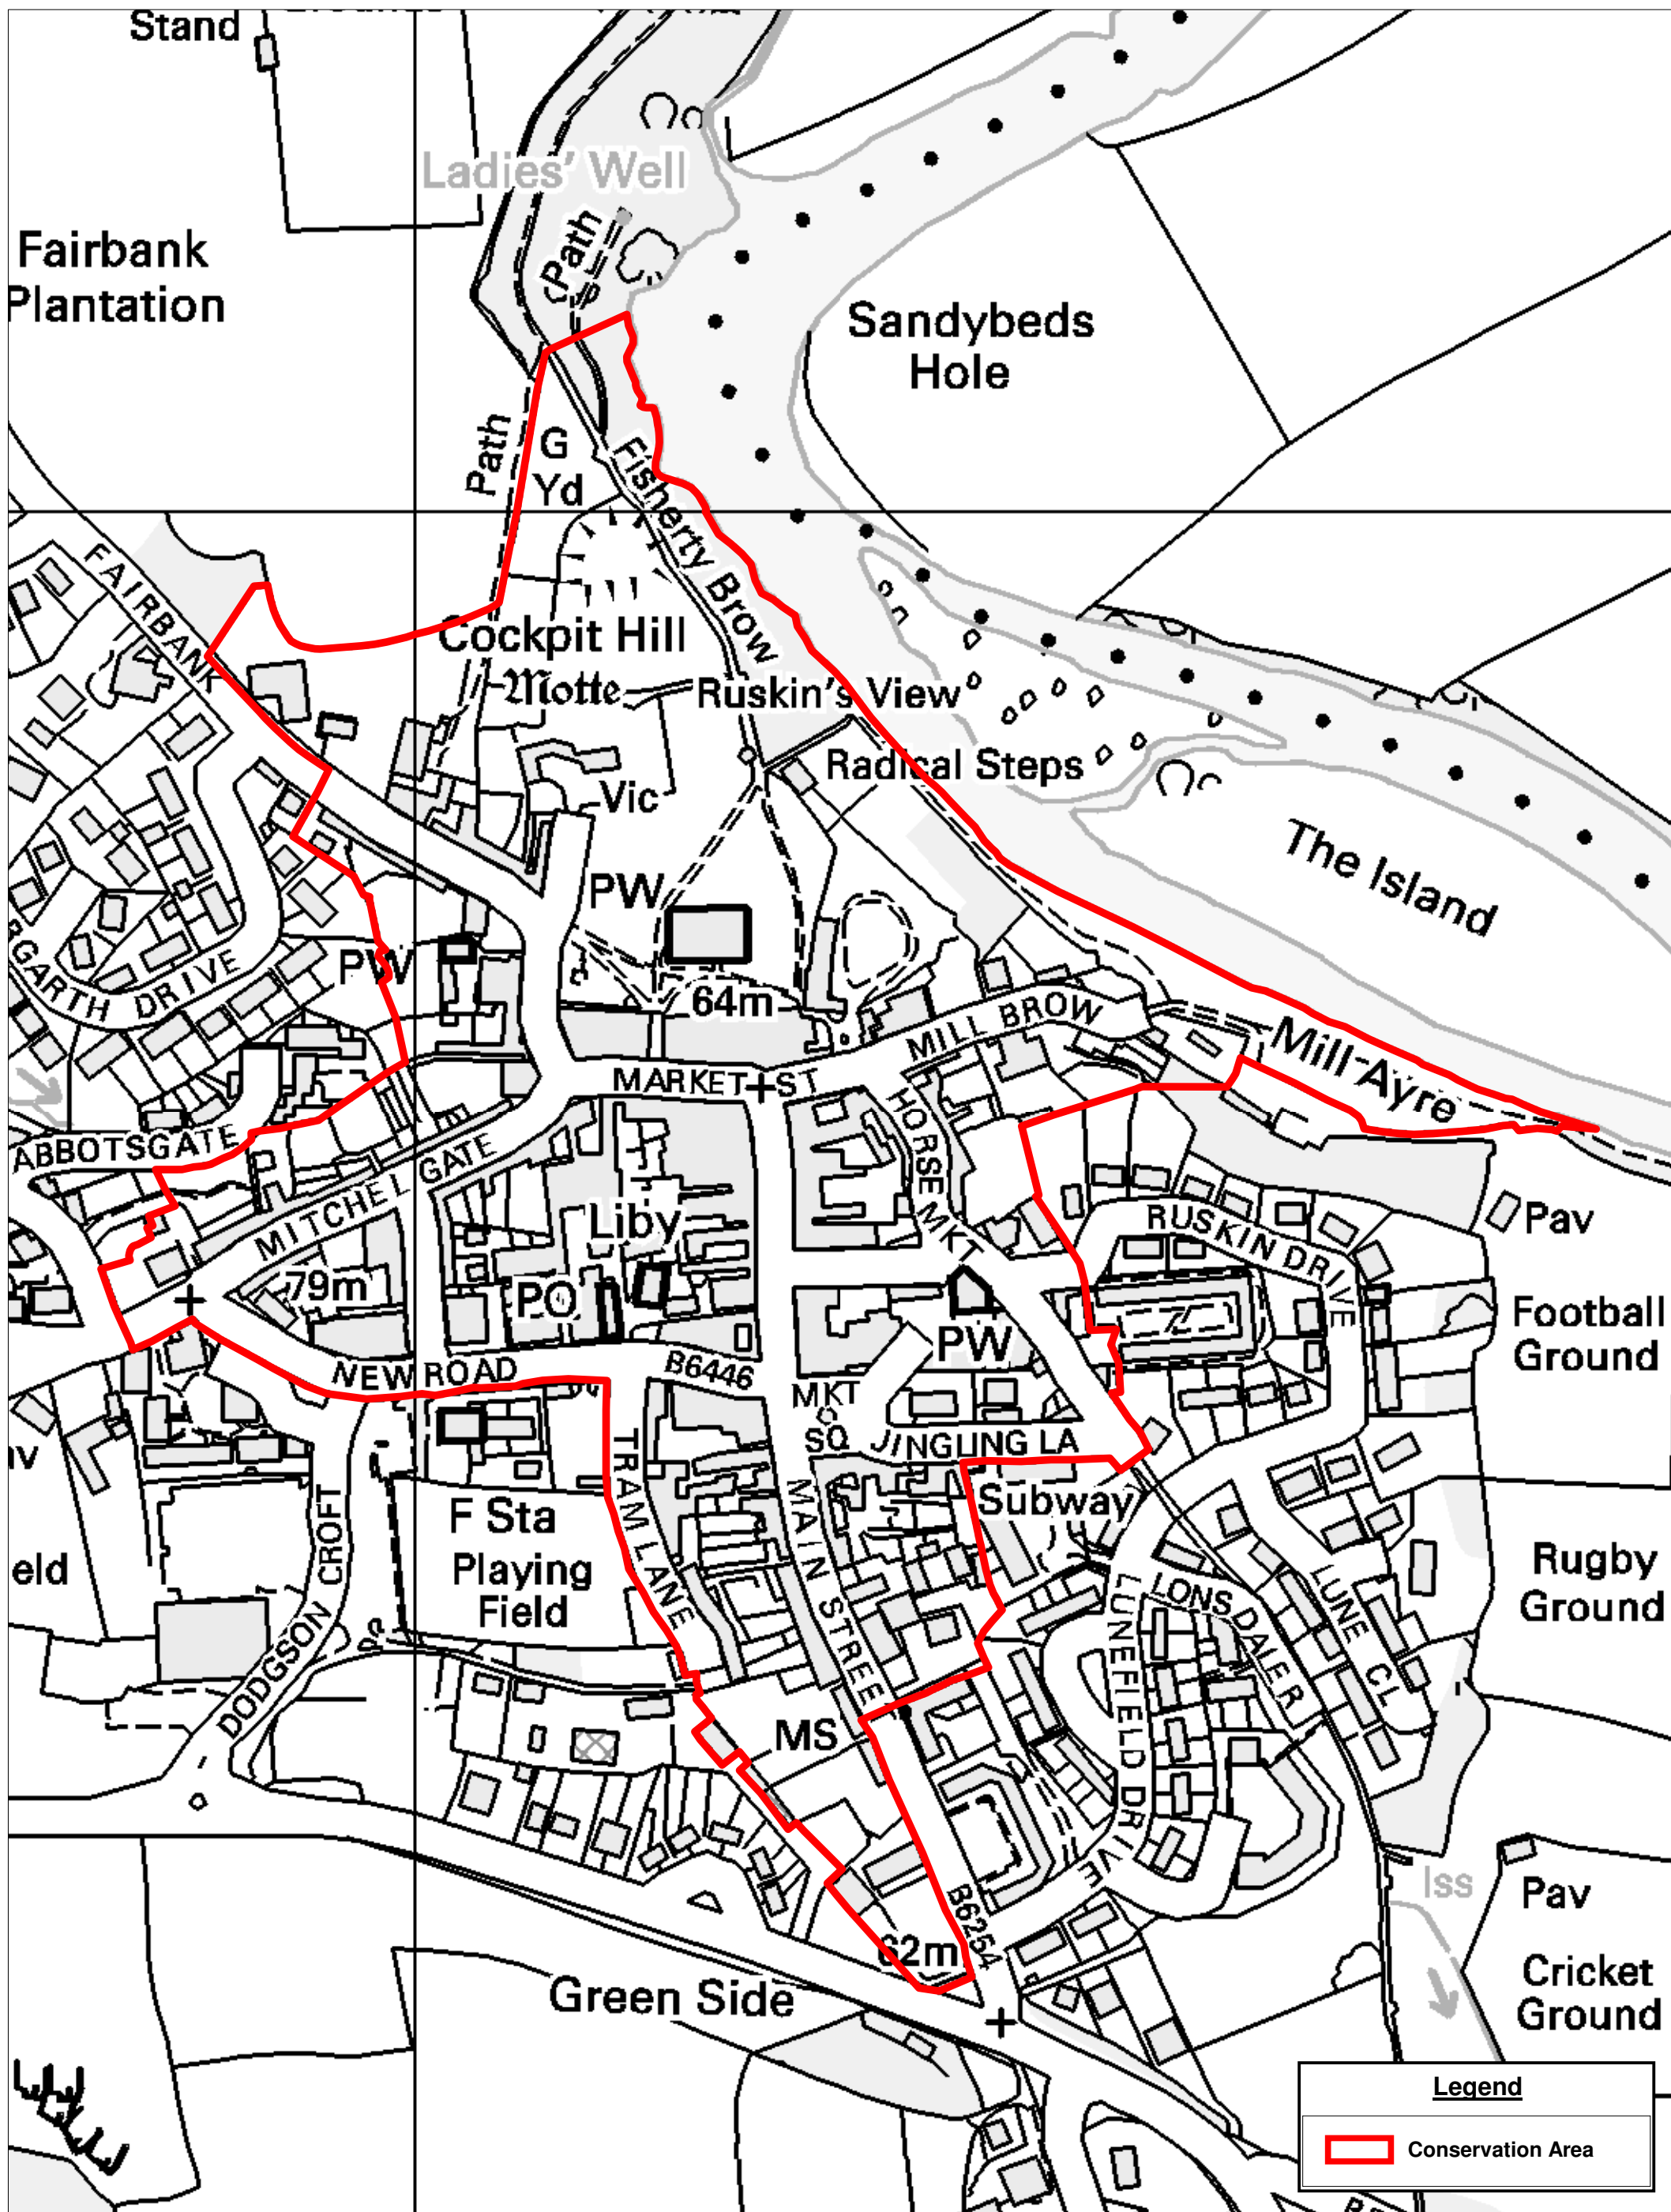 Stand
Ladies' Well
Path
Fairbank
Plantation
Sandybeds
Hole
Path
G
Yd
Fisherty Brow
FAIRBANK
Cockpit Hill
Motte
Ruskin's View
Radical Steps
Vic
The Island
PW
PW
GARTH DRIVE
64m
MILL BROW
Mill Ayre
MARKET ST
HORSE MKT
ABBOTSGATE
MITCHELGATE
Liby
RUSKIN DRIVE
Pav
79m
PO
PW
Football
Ground
NEW ROAD
B6446
MKT
SQ
JINGLING LA
TRAM LANE
MAIN STREET
Subway
F Sta
Playing
Field
eld
DODGSON CROFT
LONSDALE R
LUNEFIELD DRIVE
LUNE CL
Rugby
Ground
MS
B6254
62m
Iss
Pav
Green Side
Cricket
Ground
Legend
Conservation Area